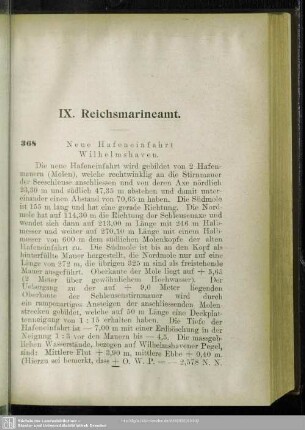 IX. Reichsmarineamt.
368 Neue Hafeneinfahrt
Wilhelmshaven.
Die neue Hafeneinfahrt wird gebildet von 2 Hafen-
mauern (Molen), welche rechtwinklig an die Stirnmauer
der Seeschleuse anschliessen und von deren Axe nördlich
23,30 m und südlich 47,35 m abstehen und damit unter-
einander einen Abstand von 70,65 m haben. Die Südmole
ist 155 m lang und hat eine gerade Richtung. Die Nord-
mole hat auf 114,30 m die Richtung der Schleusenaxe und
wendet sich dann auf 213,90 m Länge mit 246 m Halb-
messer und weiter auf 270,50 m Länge mit einem Halb-
messer von 600 m dem südlichen Molenkopfe der alten
Hafeneinfahrt zu. Die Südmole ist bis an den Kopf als
hinterfüllte Mauer hergestellt, die Nordmole nur auf eine
Länge von 272 m, die übrigen 325 m sind als freistehende
Mauer ausgeführt. Oberkante der Mole liegt auf + 5,65
(2 Meter über gewöhnlichem Hochwasser). Der
Uebergang zu der auf + 9,0 Meter liegenden
Oberkante der Schleusenstirnmauer wird durch
ein rampenartiges Ansteigen der anschliessenden Molen-
strecken gebildet, welche auf 50 m Länge eine Deckplat-
tenneigung von 1 : 15 erhalten haben. Die Tiefe der
Hafeneinfahrt ist — 7,00 m mit einer Erdböschung in der
Neigung 1 : 5 vor den Mauern bis — 4,5. Die massgeb-
lichen Wasserstände, bezogen auf Wilhelmshavener Pegel,
sind: Mittlere Flut + 3,90 m, mittlere Ebbe + 0,40 m.
(Hierzu sei bemerkt, dass + O. W. P. = — 2,578 N. N.